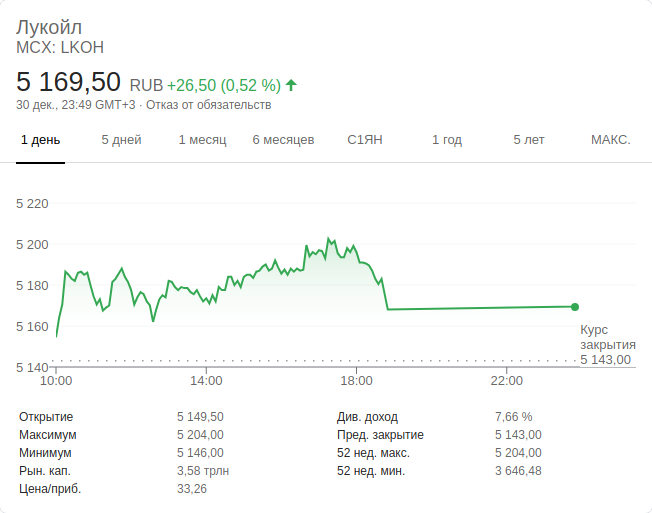 Лукойл
MCX: LKOH
5 169,50 RUB +26,50 (0,52 %)
30 дек., 23:49 GMT+3 · Отказ от обязательств
1 день 5 дней 1 месяц 6 месяцев С1ЯН 1 год 5 лет МАКС.
5 220
5 200
5 180
5 160
Курс
закрытия
5 143,00
5 140
10:00 14:00 18:00 22:00
Открытие 5 149,50 Див. доход 7,66 %
Максимум 5 204,00 Пред. закрытие 5 143,00
Минимум 5 146,00 52 нед. макс. 5 204,00
Рын. кап. 3,58 трлн 52 нед. мин. 3 646,48
Цена/приб. 33,26